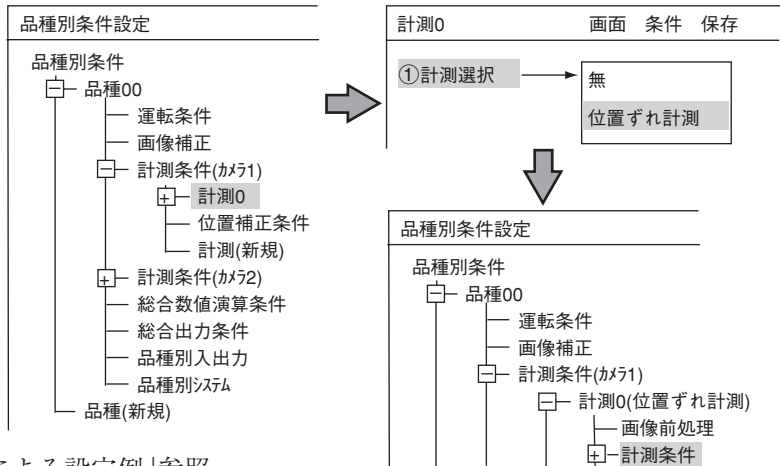 品種別条件設定
品種別条件
品種00
運転条件
画像補正
計測条件(ｶﾒﾗ1)
計測0
位置補正条件
計測(新規)
計測条件(ｶﾒﾗ2)
総合数値演算条件
総合出力条件
品種別入出力
品種別ｼｽﾃﾑ
品種(新規)
計測0 画面 条件 保存
①計測選択
無
位置ずれ計測
品種別条件設定
品種別条件
品種00
運転条件
画像補正
計測条件(ｶﾒﾗ1)
計測0(位置ずれ計測)
画像前処理
計測条件
による設定例」参照